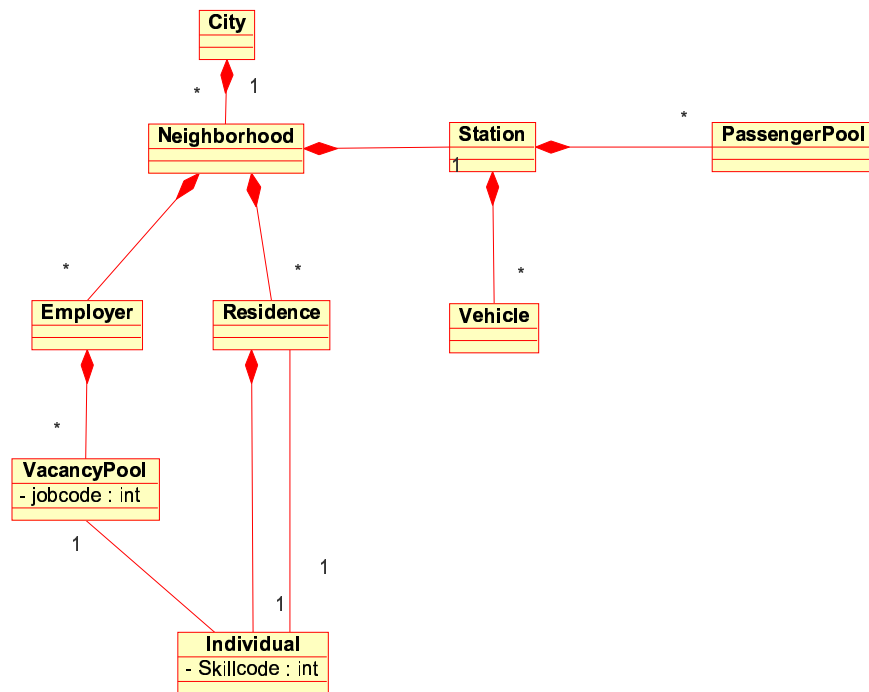 City
* 1
Neighborhood
Station
1
*
PassengerPool
*
*
*
Employer
Residence
Vehicle
*
VacancyPool
- jobcode : int
1
1
1
Individual
- Skillcode : int